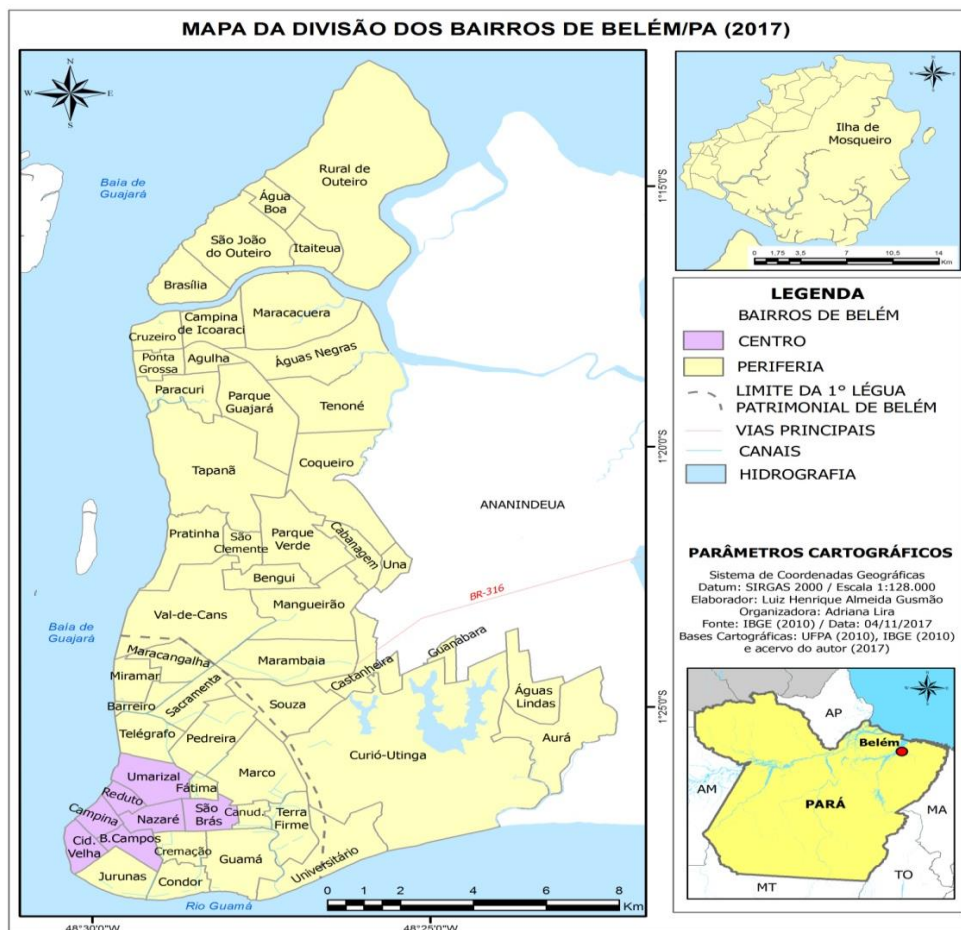 MAPA DA DIVISÃO DOS BAIRROS DE BELÉM/PA (2017)
N
W
E
S
Baía de
Guajará
Rural de
Outeiro
Água
Boa
São João
do Outeiro
Itaiteua
Brasília
Campina
de Icoaraci
Maracacuera
Cruzeiro
Ponta
Grossa
Agulha
Águas Negras
Paracuri
Parque
Guajará
Tenoné
Tapanã
Coqueiro
ANANINDEUA
Pratinha
São
Clemente
Parque
Verde
Cabanagem
Una
Bengui
Mangueirão
BR-316
Val-de-Cans
Baía de
Guajará
Maracangalha
Marambaia
Castanheira
Guanabara
Miramar
Sacramenta
Barreiro
Souza
Águas
Lindas
Telégrafo
Pedreira
Curió-Utinga
Aurá
Marco
Umarizal
Fátima
Reduto
Campina
Nazaré
São
Brás
Canud.
Terra
Firme
Cid.
Velha
B.Campos
Cremação
Guamá
Universitário
Jurunas
Condor
Rio Guamá
0 1 2 4 6 8
Km
48°30'0"W
48°25'0"W
1°15'0"S
1°20'0"S
1°25'0"S
Ilha de
Mosqueiro
0 1,75 3,5 7 10,5 14
Km
LEGENDA
BAIRROS DE BELÉM
CENTRO
PERIFERIA
LIMITE DA 1º LÉGUA
PATRIMONIAL DE BELÉM
VIAS PRINCIPAIS
CANAIS
HIDROGRAFIA
PARÂMETROS CARTOGRÁFICOS
Sistema de Coordenadas Geográficas
Datum: SIRGAS 2000 / Escala 1:128.000
Elaborador: Luiz Henrique Almeida Gusmão
Organizadora: Adriana Lira
Fonte: IBGE (2010) / Data: 04/11/2017
Bases Cartográficas: UFPA (2010), IBGE (2010)
e acervo do autor (2017)
AP
Belém
AM
PARÁ
MA
MT
TO